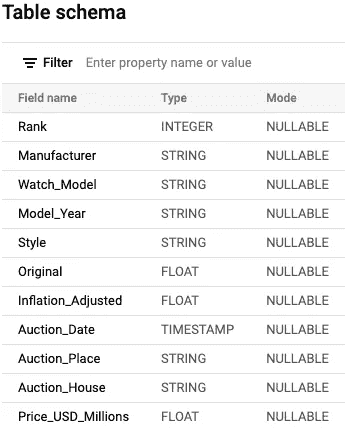 Table schema
Filter Enter property name or value
Field name Type Mode
Rank INTEGER NULLABLE
Manufacturer STRING NULLABLE
Watch_Model STRING NULLABLE
Model_Year STRING NULLABLE
Style STRING NULLABLE
Original FLOAT NULLABLE
Inflation_Adjusted FLOAT NULLABLE
Auction_Date TIMESTAMP NULLABLE
Auction_Place STRING NULLABLE
Auction_House STRING NULLABLE
Price_USD_Millions FLOAT NULLABLE